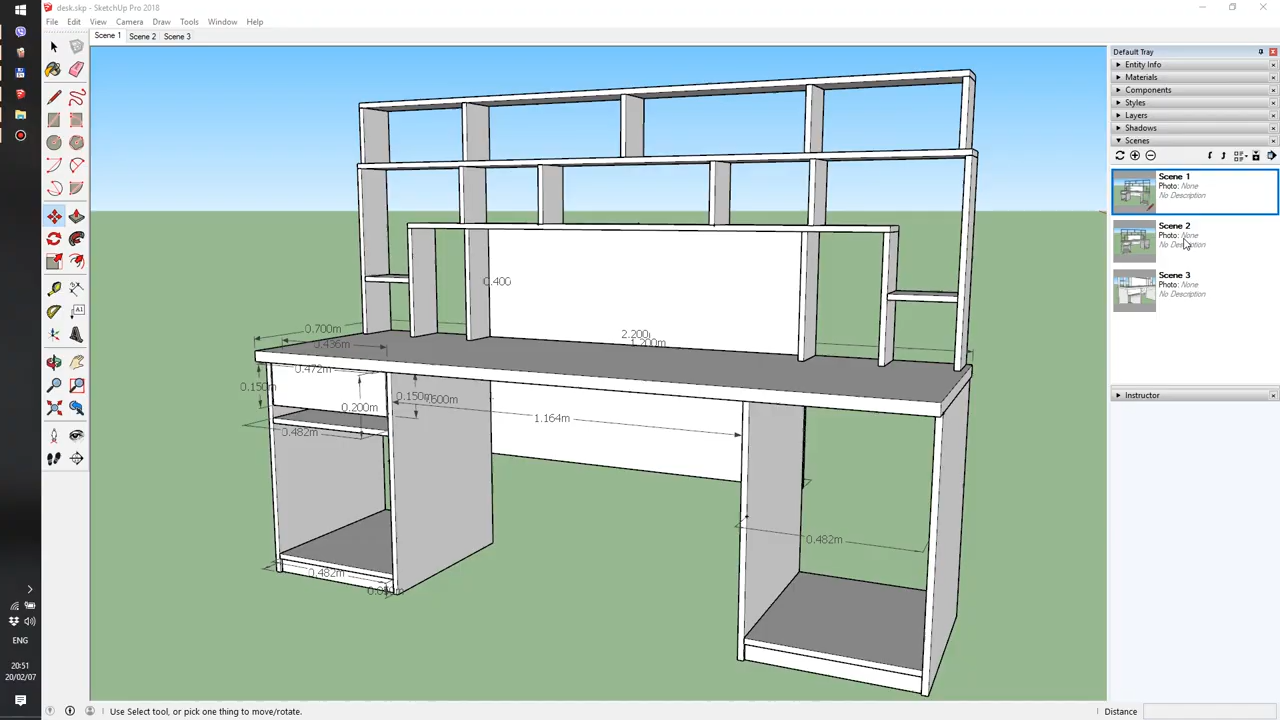 desk.skp - SketchUp Pro 2018
File Edit View Camera Draw Tools Window Help
Scene 1 Scene 2 Scene 3
Default Tray
Entity Info
Materials
Components
Styles
Layers
Shadows
Scenes
Scene 1
Photo: None
No Description
Scene 2
Photo: None
No Description
Scene 3
Photo: None
No Description
Instructor
0.400
0.700m
0.436m
2.200
1.200m
0.472m
0.150m
0.150m
0.200m
1.164m
0.482m
0.482m
0.482m
ENG
20:51
20/02/07
Use Select tool, or pick one thing to move/rotate.
Distance